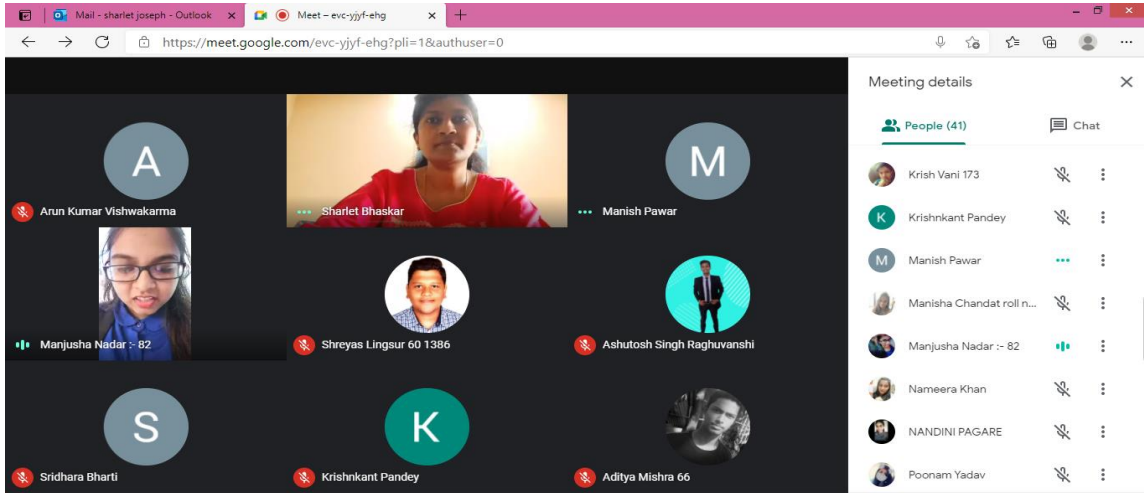 Mail - sharlet joseph - Outlook
Meet – evc-yjyf-ehg
https://meet.google.com/evc-yjyf-ehg?pli=1&authuser=0
A
Arun Kumar Vishwakarma
Sharlet Bhaskar
M
Manish Pawar
Manjusha Nadar :- 82
Shreyas Lingsur 60 1386
Ashutosh Singh Raghuvanshi
S
Sridhara Bharti
K
Krishnkant Pandey
Aditya Mishra 66
Meeting details
People (41)
Chat
Krish Vani 173
K
Krishnkant Pandey
M
Manish Pawar
Manisha Chandat roll n...
Manjusha Nadar :- 82
Nameera Khan
NANDINI PAGARE
Poonam Yadav